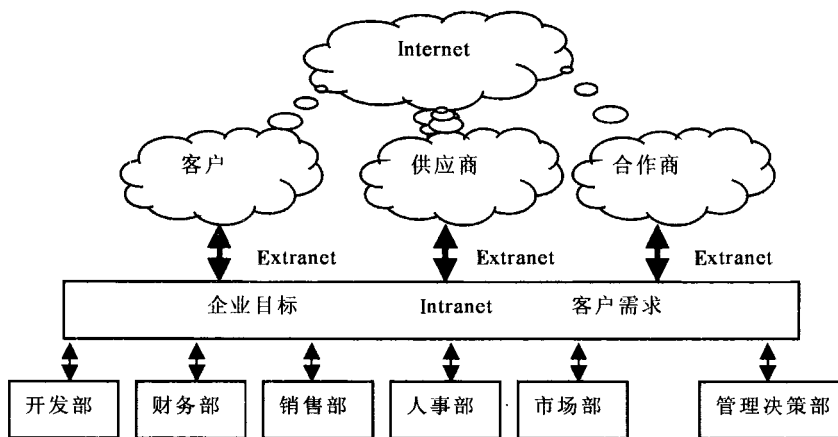 Internet
客户 供应商 合作商
Extranet Extranet Extranet
企业目标 Intranet 客户需求
开发部 财务部 销售部 人事部 市场部 管理决策部